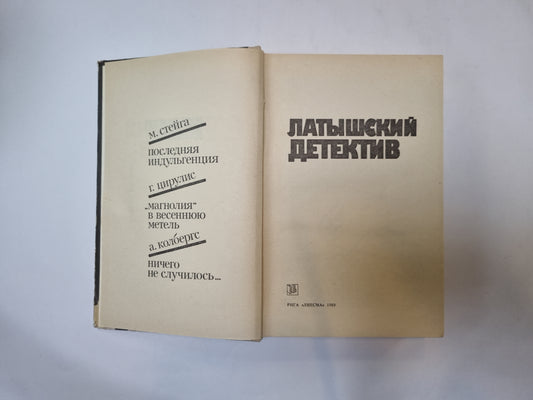 м. стейга
последняя
индульгенция
г. цирулис
„магнолия“
в весеннюю
метель
а. колбергс
ничего
не случилось...
ЛАТЫШСКИЙ
ДЕТЕКТИВ
РИГА «ЛИЕСМА» 1989